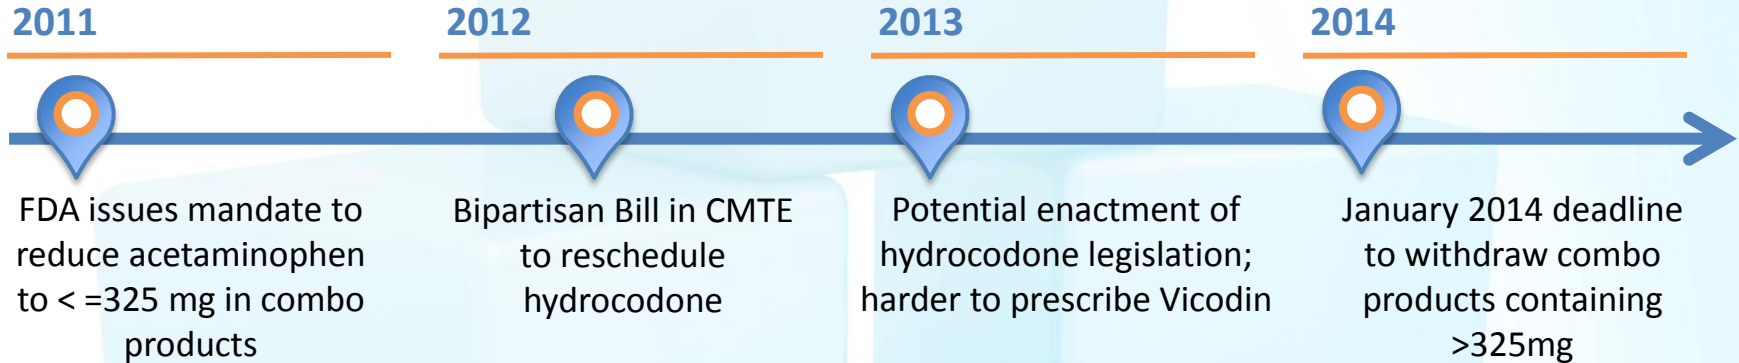 2011
FDA issues mandate to
reduce acetaminophen
to < =325 mg in combo
products
2012
Bipartisan Bill in CMTE
to reschedule
hydrocodone
2013
Potential enactment of
hydrocodone legislation;
harder to prescribe Vicodin
2014
January 2014 deadline
to withdraw combo
products containing
>325mg